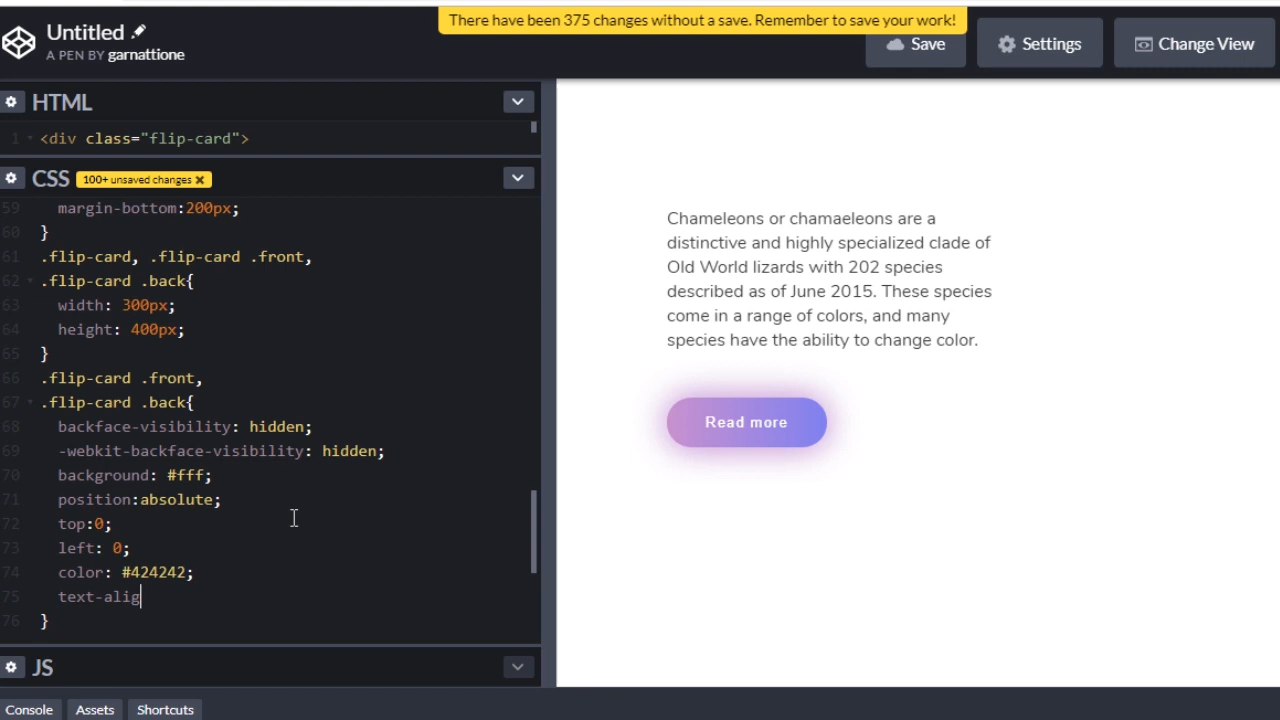 There have been 375 changes without a save. Remember to save your work!
Untitled
A PEN BY garnattione
Save
Settings
Change View
HTML
1 <div class="flip-card">
CSS
100+ unsaved changes x
59 margin-bottom:200px;
60 }
61 .flip-card, .flip-card .front,
62 .flip-card .back{
63 width: 300px;
64 height: 400px;
65 }
66 .flip-card .front,
67 .flip-card .back{
68 backface-visibility: hidden;
69 -webkit-backface-visibility: hidden;
70 background: #fff;
71 position:absolute;
72 top:0;
73 left: 0;
74 color: #424242;
75 text-alig
76 }
JS
Console
Assets
Shortcuts
Chameleons or chamaeleons are a
distinctive and highly specialized clade of
Old World lizards with 202 species
described as of June 2015. These species
come in a range of colors, and many
species have the ability to change color.
Read more